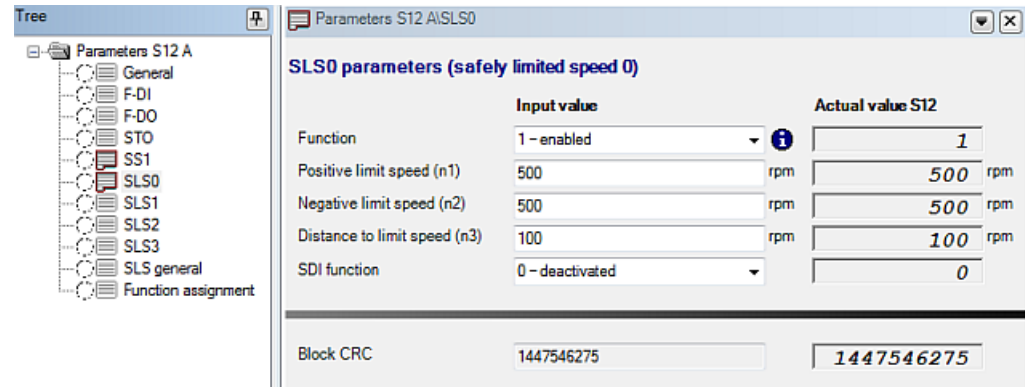 Tree
Parameters S12 A
General
F-DI
F-DO
STO
SS1
SLS0
SLS1
SLS2
SLS3
SLS general
Function assignment
Parameters S12 A\SLS0
SLS0 parameters (safely limited speed 0)
Input value Actual value S12
Function 1 – enabled 1
Positive limit speed (n1) 500 rpm 500 rpm
Negative limit speed (n2) 500 rpm 500 rpm
Distance to limit speed (n3) 100 rpm 100 rpm
SDI function 0 – deactivated 0
Block CRC 1447546275 1447546275